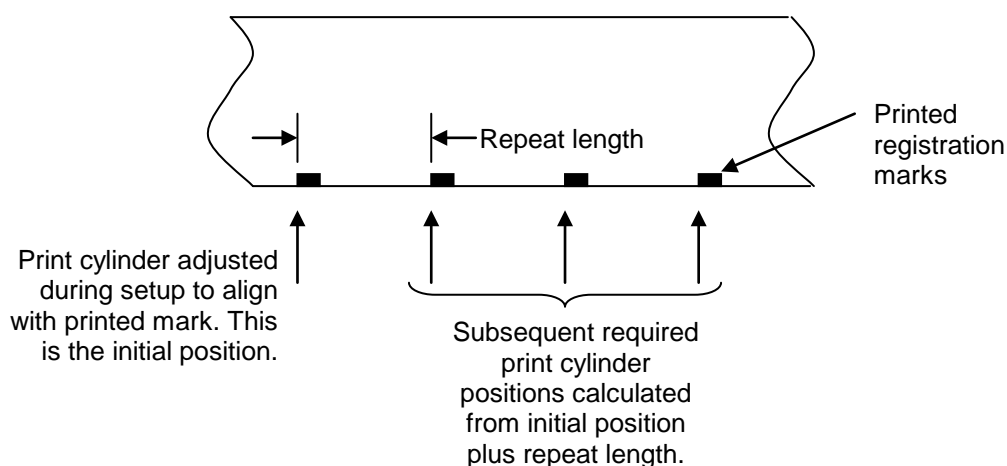 Printed
registration
marks
Repeat length
Print cylinder adjusted
during setup to align
with printed mark. This
is the initial position.
Subsequent required
print cylinder
positions calculated
from initial position
plus repeat length.